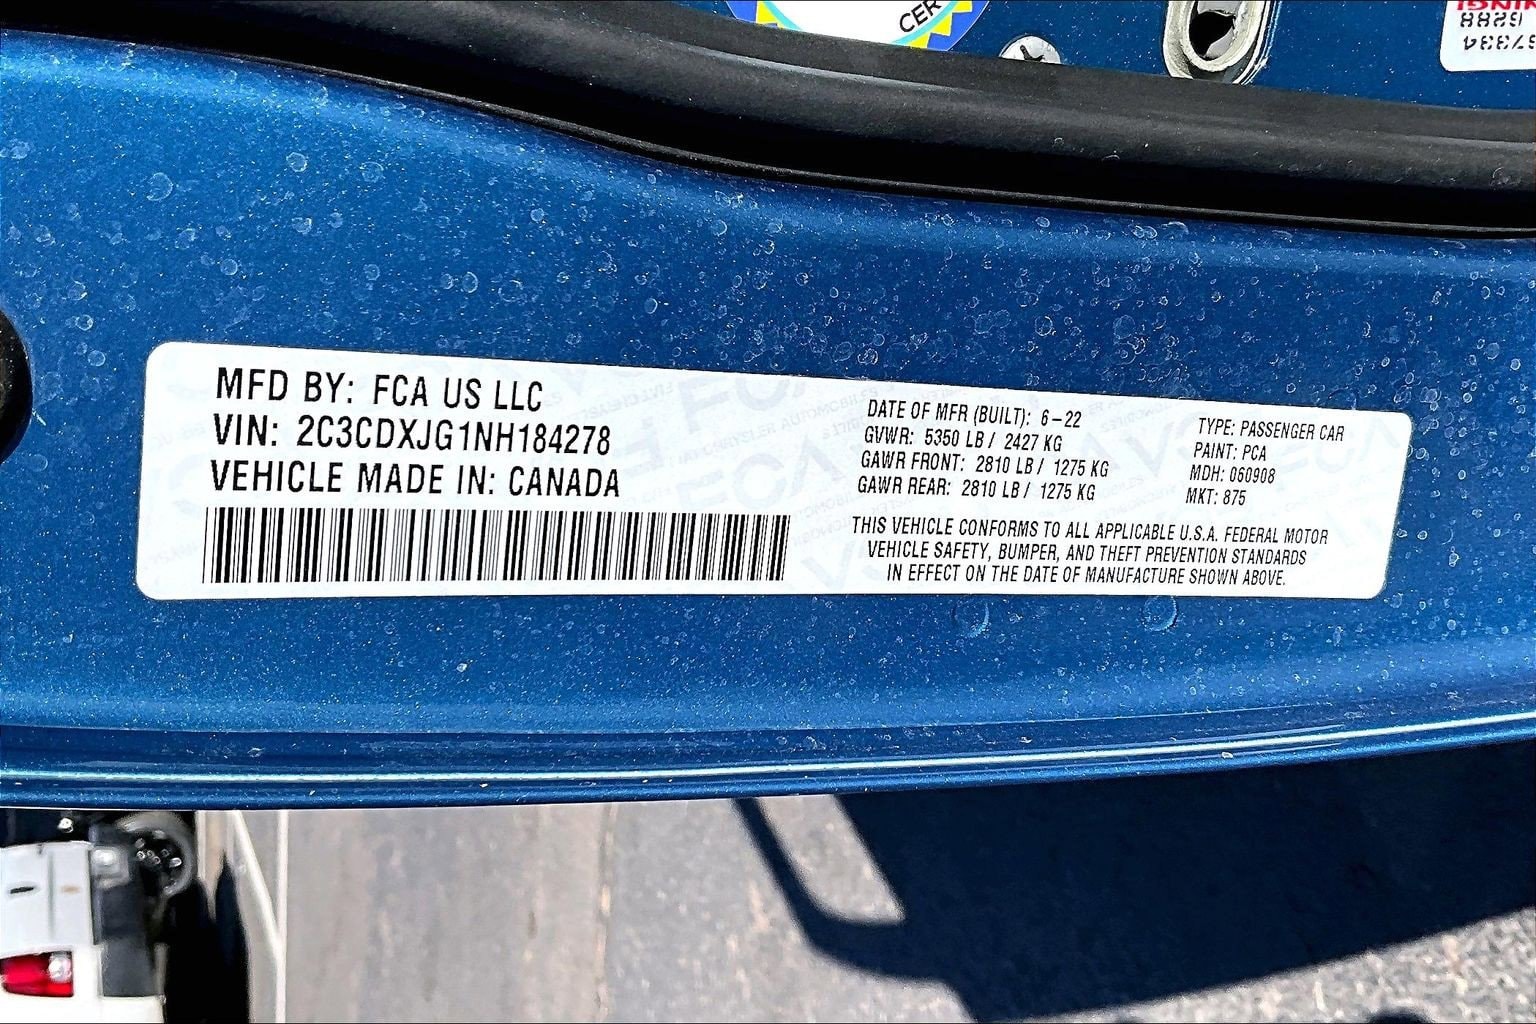 CER
MFD BY: FCA US LLC
VIN: 2C3CDXJG1NH184278
VEHICLE MADE IN: CANADA
DATE OF MFR (BUILT): 6-22
GVWR: 5350 LB / 2427 KG
GAWR FRONT: 2810 LB / 1275 KG
GAWR REAR: 2810 LB / 1275 KG
TYPE: PASSENGER CAR
PAINT: PCA
MDH: 060908
MKT: 875
THIS VEHICLE CONFORMS TO ALL APPLICABLE U.S.A. FEDERAL MOTOR
VEHICLE SAFETY, BUMPER, AND THEFT PREVENTION STANDARDS
IN EFFECT ON THE DATE OF MANUFACTURE SHOWN ABOVE.